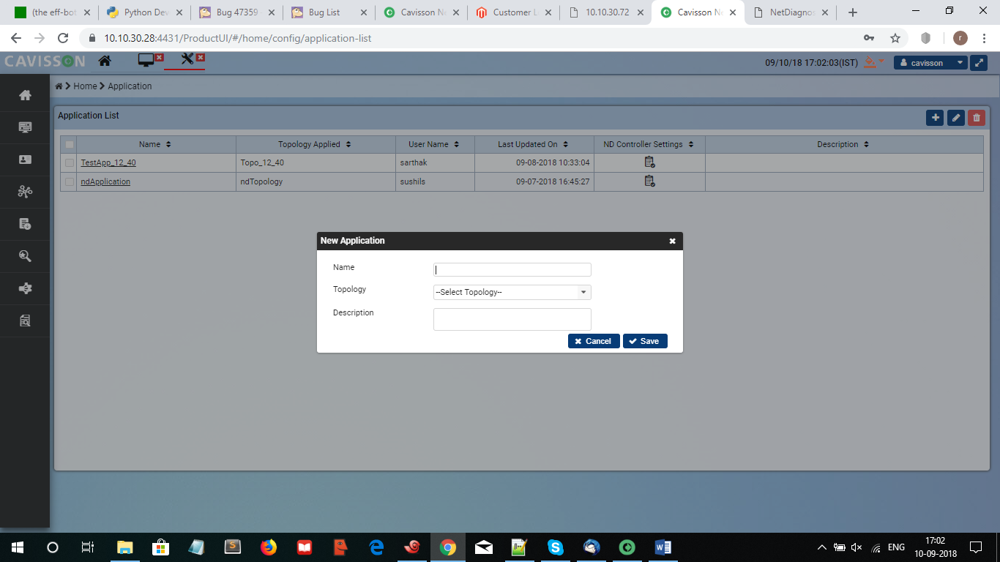 (the eff-bot
Python Dev
Bug 47359
Bug List
Cavisson Ne
Customer L
10.10.30.72
Cavisson Ne
NetDiagnos
10.10.30.28:4431/ProductUI/#/home/config/application-list
r
CAVISSON
09/10/18 17:02:03(IST)
cavisson
Home
Application
Application List
Name
Topology Applied
User Name
Last Updated On
ND Controller Settings
Description
TestApp_12_40
Topo_12_40
sarthak
09-08-2018 10:33:04
ndApplication
ndTopology
sushils
09-07-2018 16:45:27
New Application
Name
Topology
--Select Topology--
Description
Cancel
Save
ENG
17:02
10-09-2018